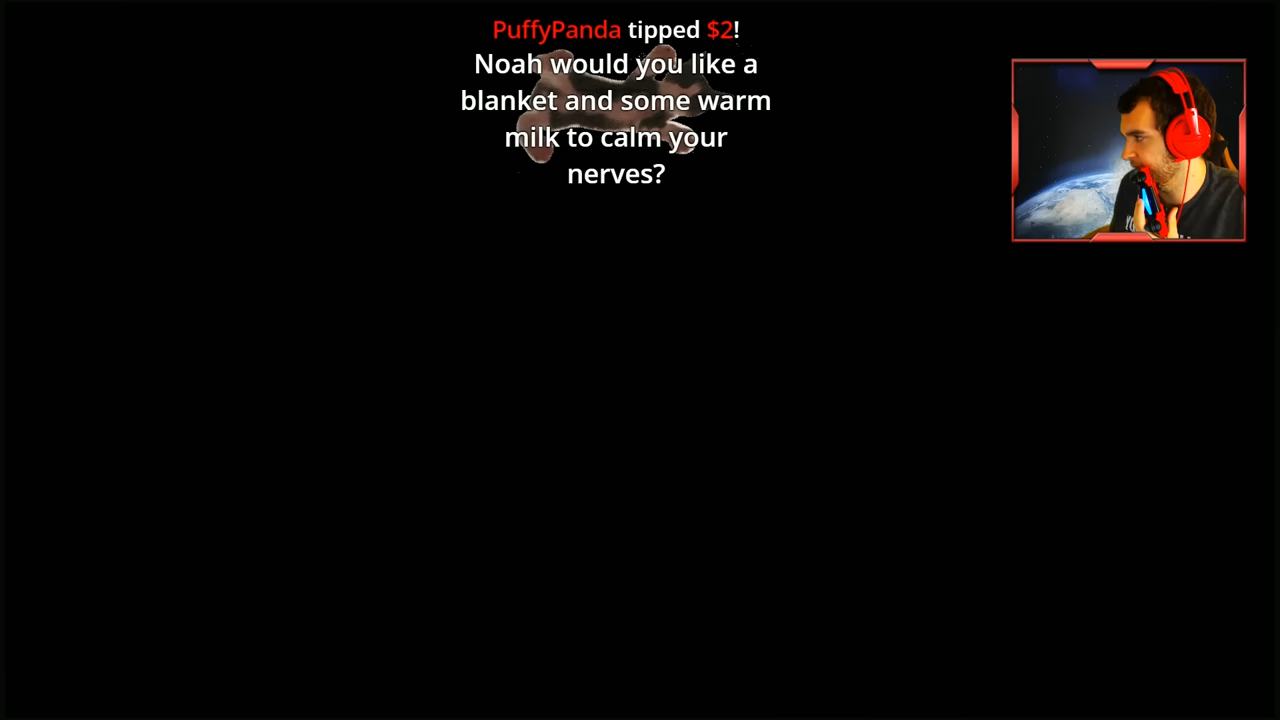 PuffyPanda tipped $2!
Noah would you like a
blanket and some warm
milk to calm your
nerves?